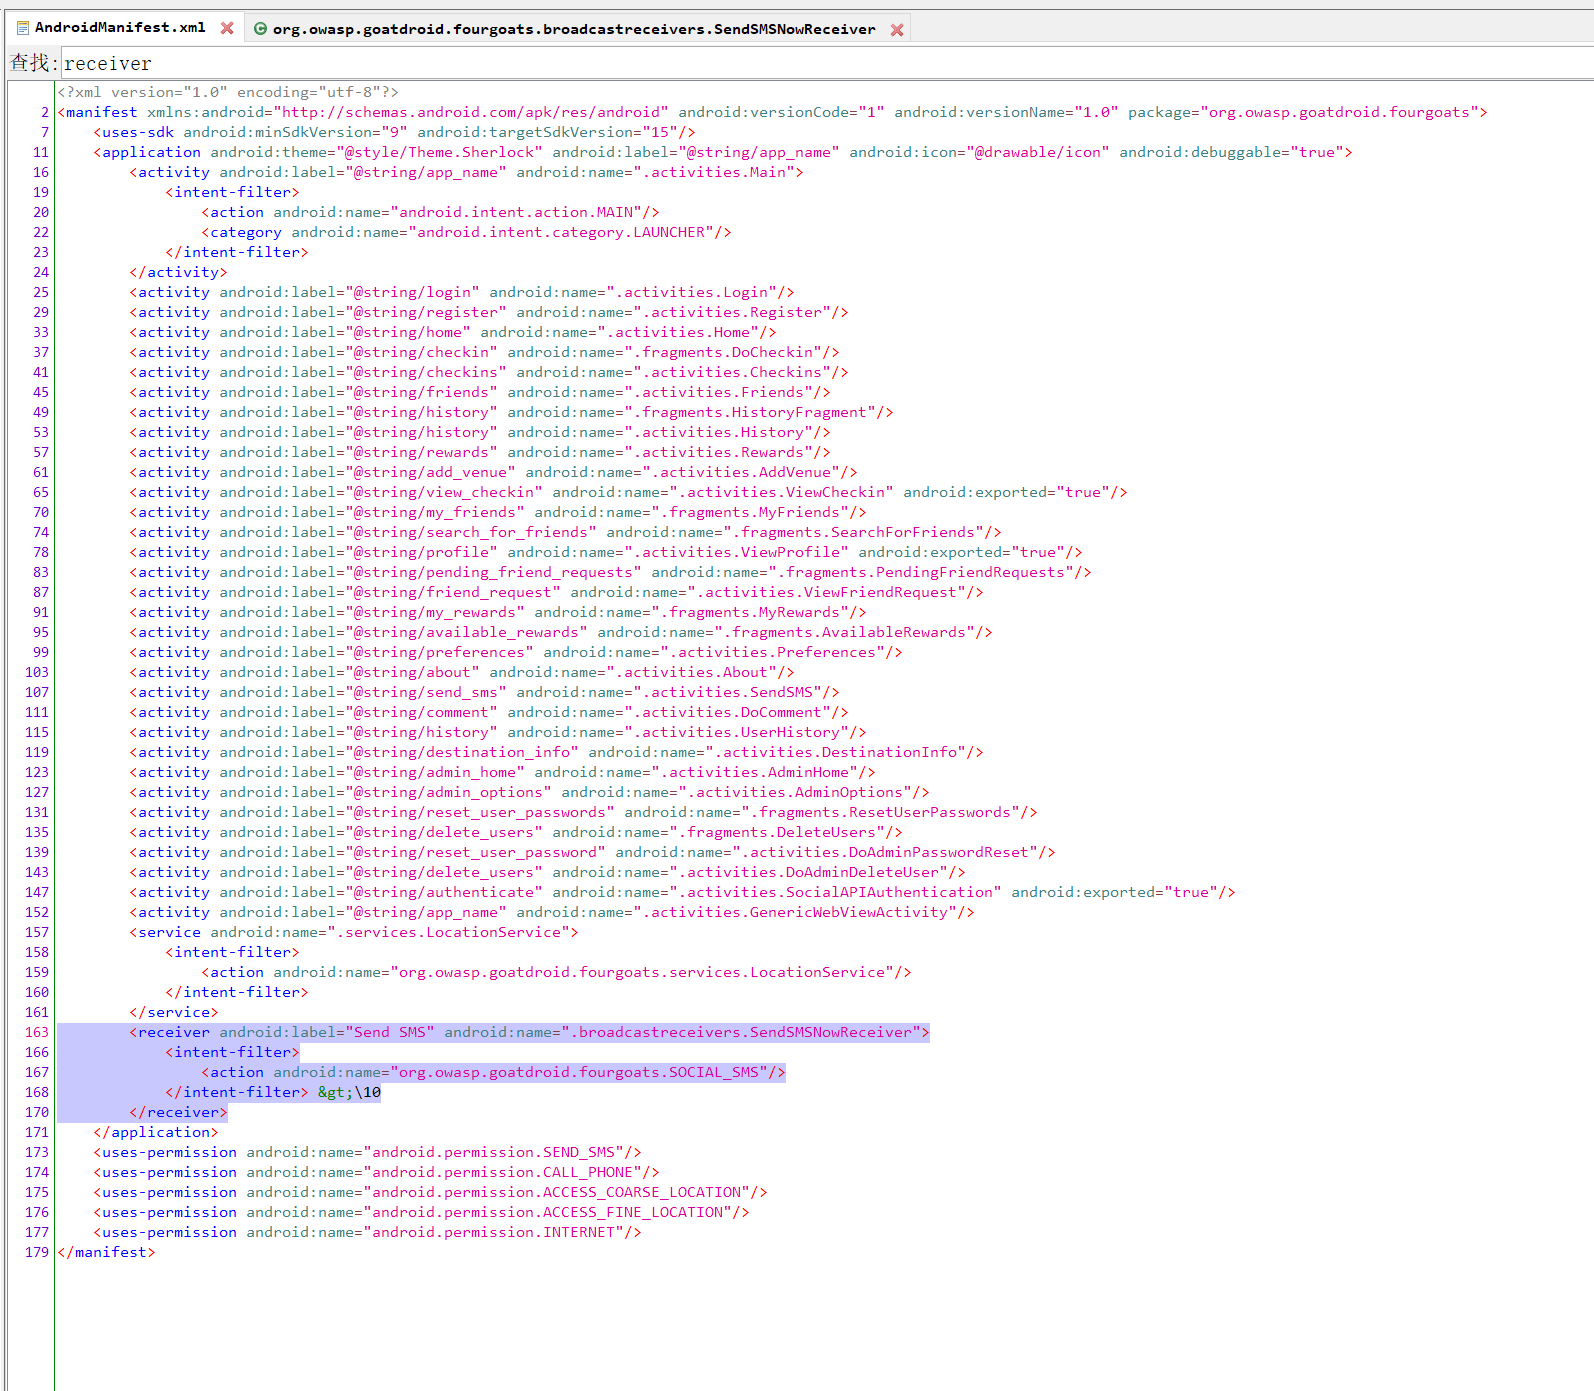 AndroidManifest.xml org.owasp.goatdroid.fourgoats.broadcastreceivers.SendSMSNowReceiver
查找: receiver
<?xml version="1.0" encoding="utf-8"?>
2 <manifest xmlns:android="http://schemas.android.com/apk/res/android" android:versionCode="1" android:versionName="1.0" package="org.owasp.goatdroid.fourgoats">
7 <uses-sdk android:minSdkVersion="9" android:targetSdkVersion="15"/>
11 <application android:theme="@style/Theme.Sherlock" android:label="@string/app_name" android:icon="@drawable/icon" android:debuggable="true">
16 <activity android:label="@string/app_name" android:name=".activities.Main">
19 <intent-filter>
20 <action android:name="android.intent.action.MAIN"/>
22 <category android:name="android.intent.category.LAUNCHER"/>
23 </intent-filter>
24 </activity>
25 <activity android:label="@string/login" android:name=".activities.Login"/>
29 <activity android:label="@string/register" android:name=".activities.Register"/>
33 <activity android:label="@string/home" android:name=".activities.Home"/>
37 <activity android:label="@string/checkin" android:name=".fragments.DoCheckin"/>
41 <activity android:label="@string/checkins" android:name=".activities.Checkins"/>
45 <activity android:label="@string/friends" android:name=".activities.Friends"/>
49 <activity android:label="@string/history" android:name=".fragments.HistoryFragment"/>
53 <activity android:label="@string/history" android:name=".activities.History"/>
57 <activity android:label="@string/rewards" android:name=".activities.Rewards"/>
61 <activity android:label="@string/add_venue" android:name=".activities.AddVenue"/>
65 <activity android:label="@string/view_checkin" android:name=".activities.ViewCheckin" android:exported="true"/>
70 <activity android:label="@string/my_friends" android:name=".fragments.MyFriends"/>
74 <activity android:label="@string/search_for_friends" android:name=".fragments.SearchForFriends"/>
78 <activity android:label="@string/profile" android:name=".activities.ViewProfile" android:exported="true"/>
83 <activity android:label="@string/pending_friend_requests" android:name=".fragments.PendingFriendRequests"/>
87 <activity android:label="@string/friend_request" android:name=".activities.ViewFriendRequest"/>
91 <activity android:label="@string/my_rewards" android:name=".fragments.MyRewards"/>
95 <activity android:label="@string/available_rewards" android:name=".fragments.AvailableRewards"/>
99 <activity android:label="@string/preferences" android:name=".activities.Preferences"/>
103 <activity android:label="@string/about" android:name=".activities.About"/>
107 <activity android:label="@string/send_sms" android:name=".activities.SendSMS"/>
111 <activity android:label="@string/comment" android:name=".activities.DoComment"/>
115 <activity android:label="@string/history" android:name=".activities.UserHistory"/>
119 <activity android:label="@string/destination_info" android:name=".activities.DestinationInfo"/>
123 <activity android:label="@string/admin_home" android:name=".activities.AdminHome"/>
127 <activity android:label="@string/admin_options" android:name=".activities.AdminOptions"/>
131 <activity android:label="@string/reset_user_passwords" android:name=".fragments.ResetUserPasswords"/>
135 <activity android:label="@string/delete_users" android:name=".fragments.DeleteUsers"/>
139 <activity android:label="@string/reset_user_password" android:name=".activities.DoAdminPasswordReset"/>
143 <activity android:label="@string/delete_users" android:name=".activities.DoAdminDeleteUser"/>
147 <activity android:label="@string/authenticate" android:name=".activities.SocialAPIAuthentication" android:exported="true"/>
152 <activity android:label="@string/app_name" android:name=".activities.GenericWebViewActivity"/>
157 <service android:name=".services.LocationService">
158 <intent-filter>
159 <action android:name="org.owasp.goatdroid.fourgoats.services.LocationService"/>
160 </intent-filter>
161 </service>
163 <receiver android:label="Send SMS" android:name=".broadcastreceivers.SendSMSNowReceiver">
166 <intent-filter>
167 <action android:name="org.owasp.goatdroid.fourgoats.SOCIAL_SMS"/>
168 </intent-filter> &gt;\10
170 </receiver>
171 </application>
173 <uses-permission android:name="android.permission.SEND_SMS"/>
174 <uses-permission android:name="android.permission.CALL_PHONE"/>
175 <uses-permission android:name="android.permission.ACCESS_COARSE_LOCATION"/>
176 <uses-permission android:name="android.permission.ACCESS_FINE_LOCATION"/>
177 <uses-permission android:name="android.permission.INTERNET"/>
179 </manifest>